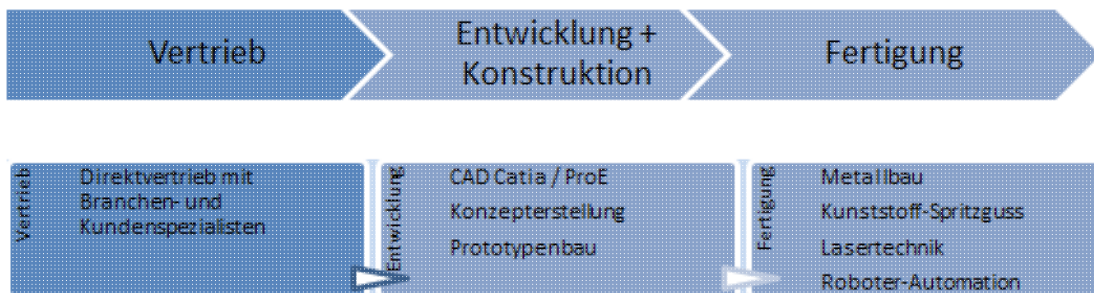 Vertrieb
Entwicklung +
Konstruktion
Fertigung
Vertrieb
Direktvertrieb mit
Branchen- und
Kundenspezialisten
Entwicklung
CAD Catia / ProE
Konzepterstellung
Prototypenbau
Fertigung
Metallbau
Kunststoff-Spritzguss
Lasertechnik
Roboter-Automation